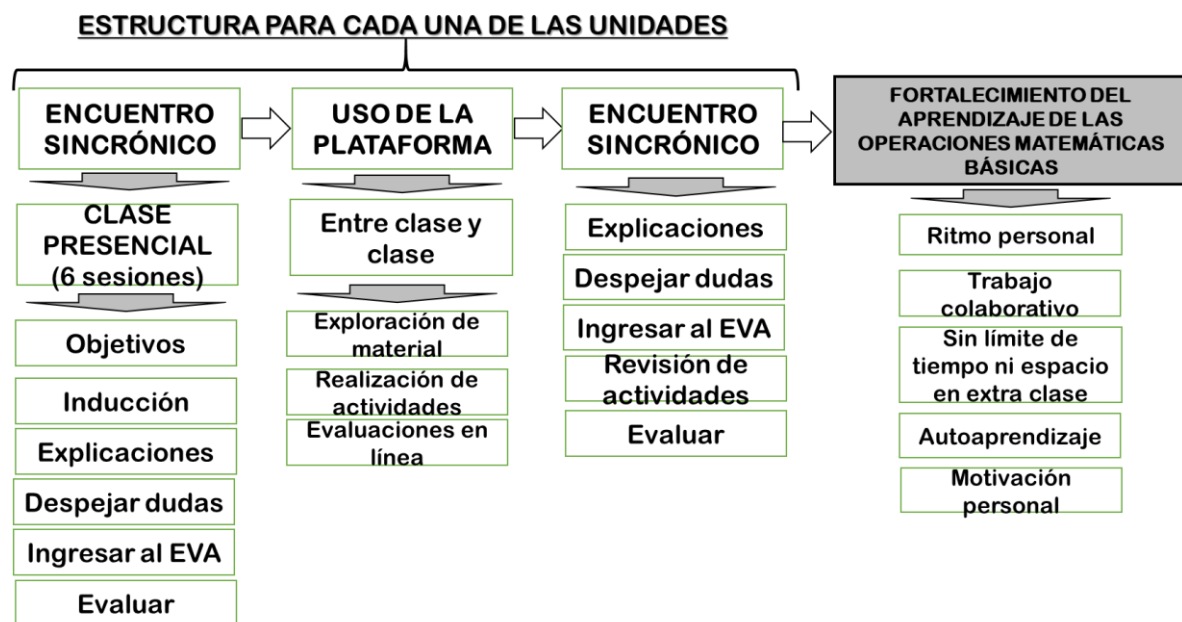 ESTRUCTURA PARA CADA UNA DE LAS UNIDADES
ENCUENTRO
SINCRÓNICO
CLASE
PRESENCIAL
(6 sesiones)
Objetivos
Inducción
Explicaciones
Despejar dudas
Ingresar al EVA
Evaluar
USO DE LA
PLATAFORMA
Entre clase y
clase
Exploración de
material
Realización de
actividades
Evaluaciones en
línea
ENCUENTRO
SINCRÓNICO
Explicaciones
Despejar dudas
Ingresar al EVA
Revisión de
actividades
Evaluar
FORTALECIMIENTO DEL
APRENDIZAJE DE LAS
OPERACIONES MATEMÁTICAS
BÁSICAS
Ritmo personal
Trabajo
colaborativo
Sin límite de
tiempo ni espacio
en extra clase
Autoaprendizaje
Motivación
personal